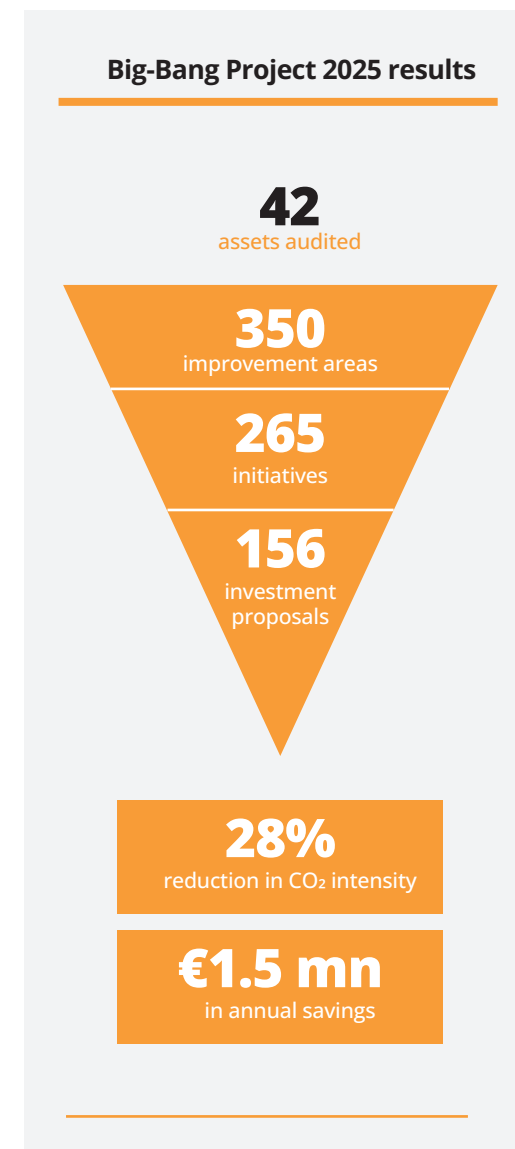 Big-Bang Project 2025 results
42
assets audited
350
improvement areas
265
initiatives
156
investment
proposals
28%
reduction in CO₂ intensity
€1.5 mn
in annual savings